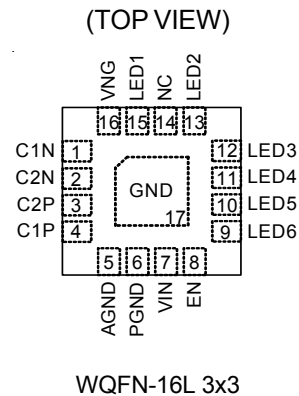 (TOP VIEW)
VNG LED1 NC LED2
16 15 14 13
C1N 1 12 LED3
C2N 2 11 LED4
C2P 3 GND 10 LED5
C1P 4 17 9 LED6
5 6 7 8
AGND PGND VIN EN
WQFN-16L 3x3